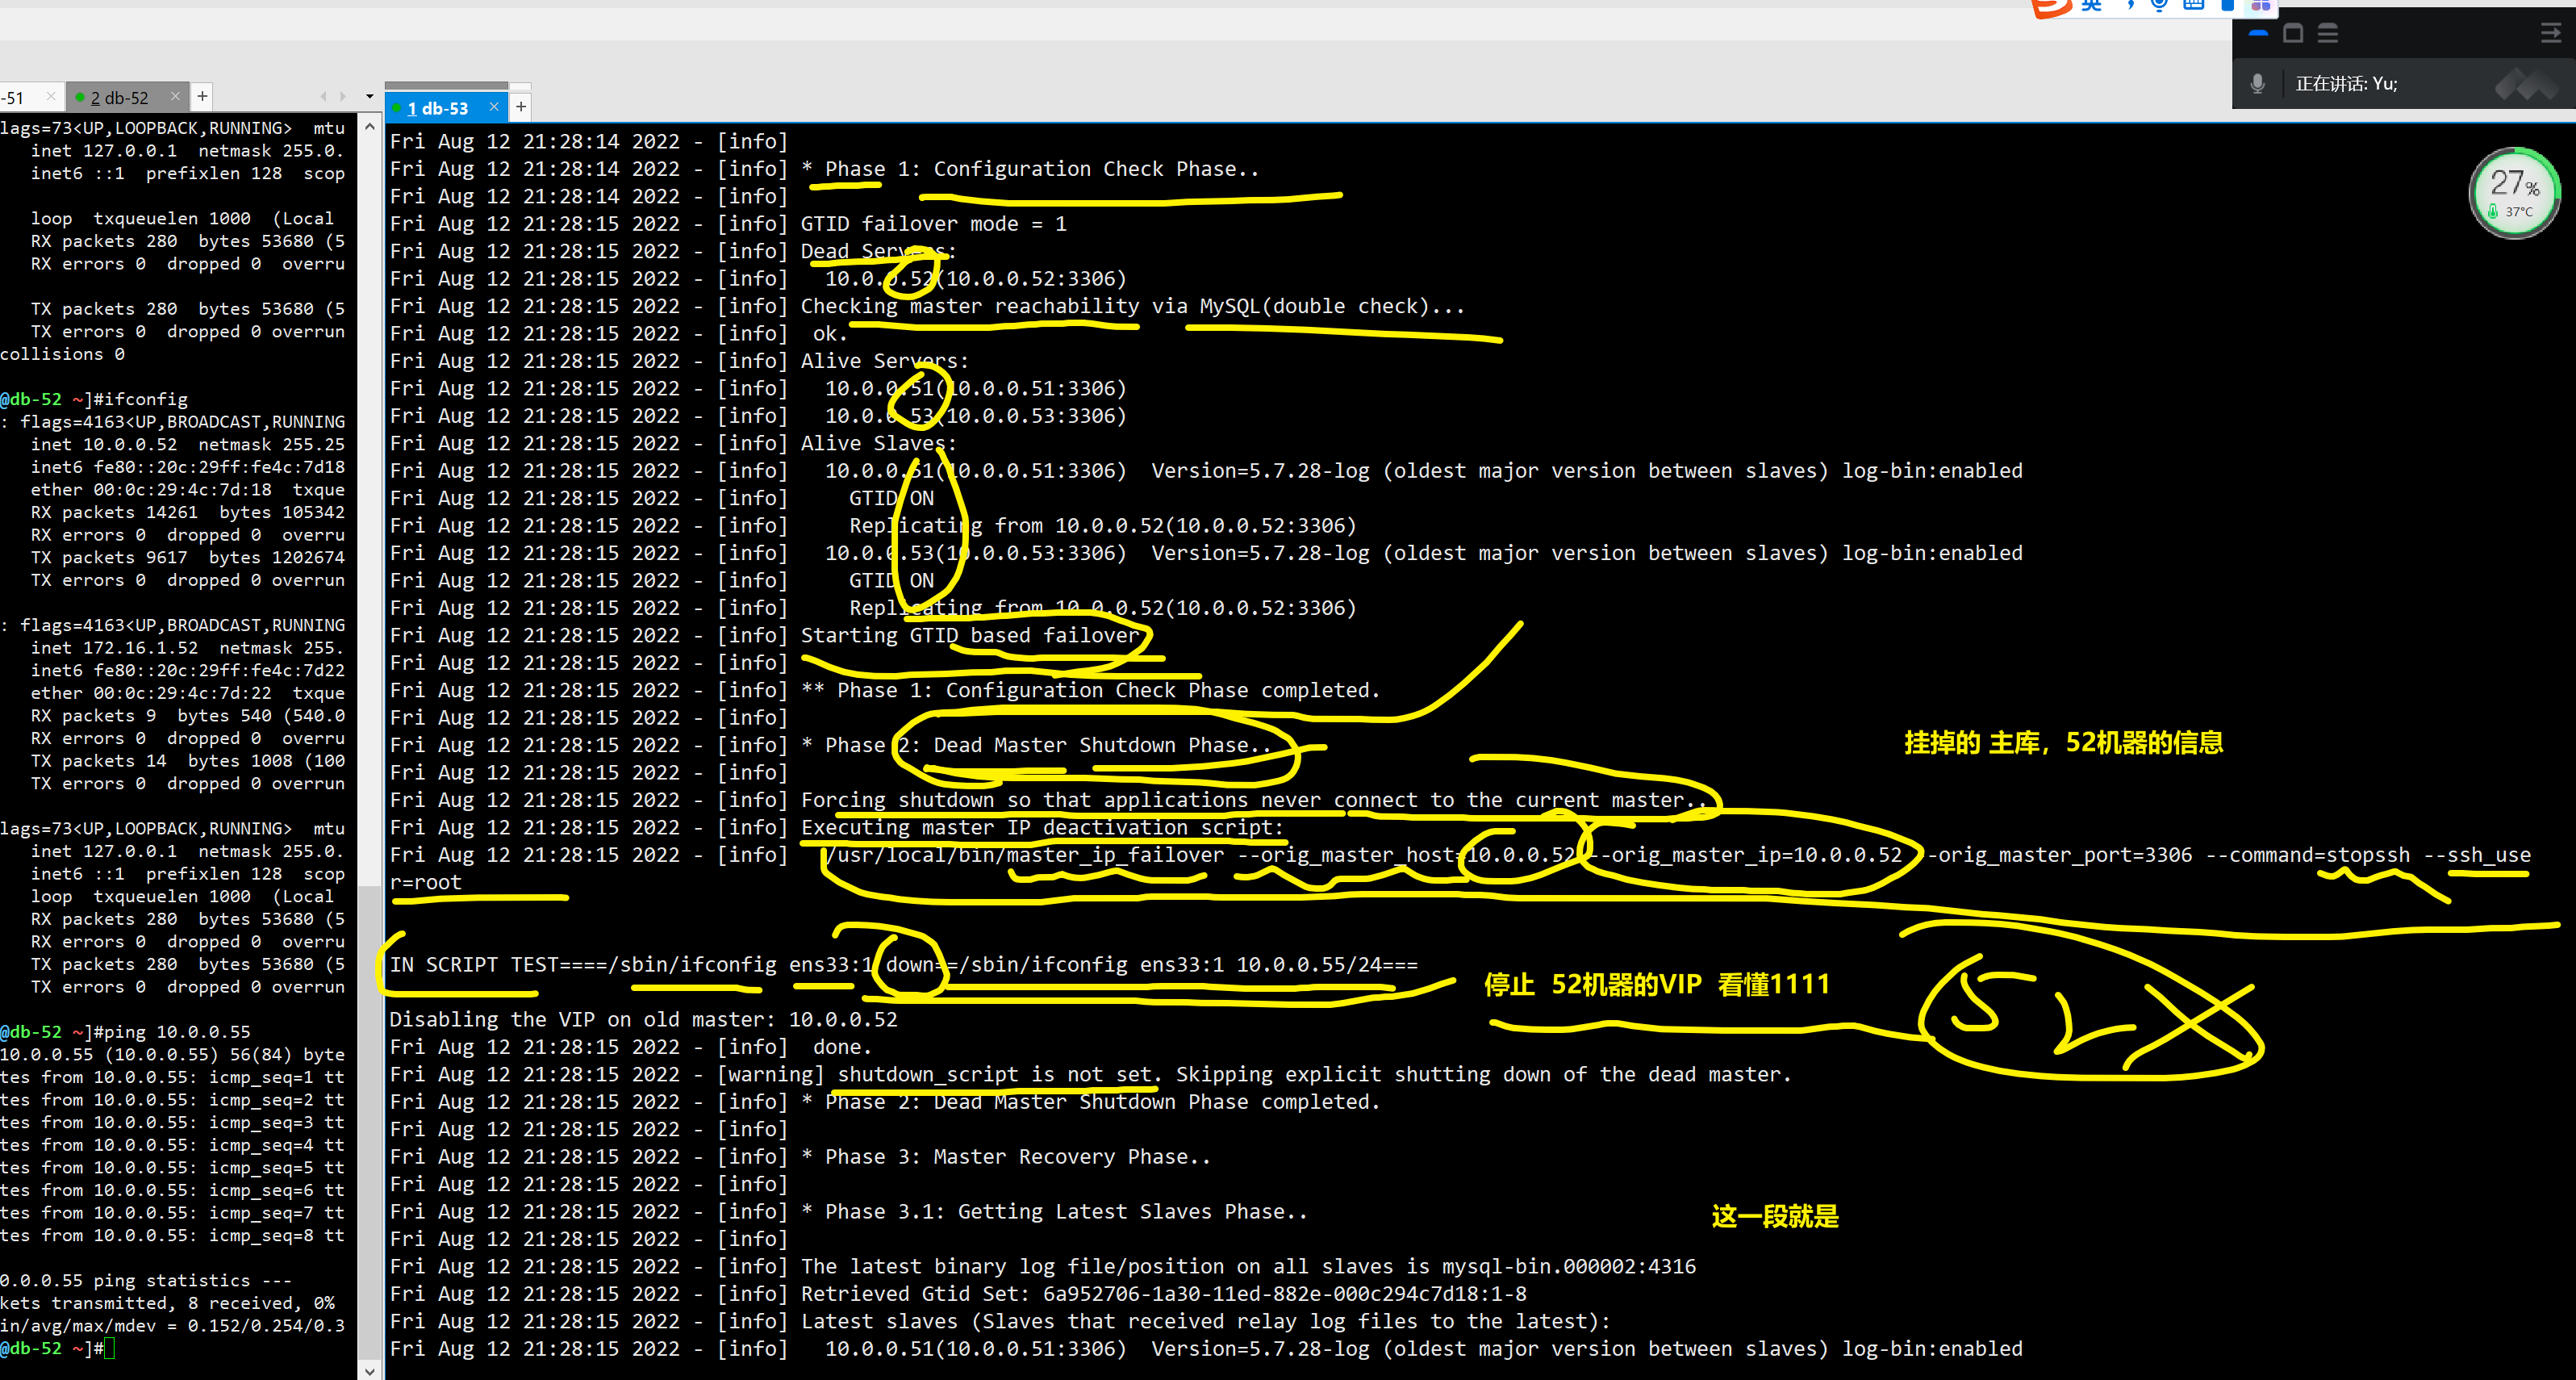 英
正在讲话: Yu;
27%
37°C
-51
2 db-52
lags=73<UP,LOOPBACK,RUNNING>  mtu
inet 127.0.0.1  netmask 255.0.
inet6 ::1  prefixlen 128  scop
loop  txqueuelen 1000  (Local
RX packets 280  bytes 53680 (5
RX errors 0  dropped 0  overru
TX packets 280  bytes 53680 (5
TX errors 0  dropped 0 overrun
collisions 0
@db-52 ~]#ifconfig
: flags=4163<UP,BROADCAST,RUNNING
inet 10.0.0.52  netmask 255.25
inet6 fe80::20c:29ff:fe4c:7d18
ether 00:0c:29:4c:7d:18  txque
RX packets 14261  bytes 105342
RX errors 0  dropped 0  overru
TX packets 9617  bytes 1202674
TX errors 0  dropped 0 overrun
: flags=4163<UP,BROADCAST,RUNNING
inet 172.16.1.52  netmask 255.
inet6 fe80::20c:29ff:fe4c:7d22
ether 00:0c:29:4c:7d:22  txque
RX packets 9  bytes 540 (540.0
RX errors 0  dropped 0  overru
TX packets 14  bytes 1008 (100
TX errors 0  dropped 0 overrun
lags=73<UP,LOOPBACK,RUNNING>  mtu
inet 127.0.0.1  netmask 255.0.
inet6 ::1  prefixlen 128  scop
loop  txqueuelen 1000  (Local
RX packets 280  bytes 53680 (5
RX errors 0  dropped 0  overru
TX packets 280  bytes 53680 (5
TX errors 0  dropped 0 overrun
@db-52 ~]#ping 10.0.0.55
10.0.0.55 (10.0.0.55) 56(84) byte
tes from 10.0.0.55: icmp_seq=1 tt
tes from 10.0.0.55: icmp_seq=2 tt
tes from 10.0.0.55: icmp_seq=3 tt
tes from 10.0.0.55: icmp_seq=4 tt
tes from 10.0.0.55: icmp_seq=5 tt
tes from 10.0.0.55: icmp_seq=6 tt
tes from 10.0.0.55: icmp_seq=7 tt
tes from 10.0.0.55: icmp_seq=8 tt
0.0.0.55 ping statistics ---
kets transmitted, 8 received, 0%
in/avg/max/mdev = 0.152/0.254/0.3
@db-52 ~]#
1 db-53
Fri Aug 12 21:28:14 2022 - [info]
Fri Aug 12 21:28:14 2022 - [info] * Phase 1: Configuration Check Phase..
Fri Aug 12 21:28:14 2022 - [info]
Fri Aug 12 21:28:15 2022 - [info] GTID failover mode = 1
Fri Aug 12 21:28:15 2022 - [info] Dead Servers:
Fri Aug 12 21:28:15 2022 - [info]   10.0.0.52(10.0.0.52:3306)
Fri Aug 12 21:28:15 2022 - [info] Checking master reachability via MySQL(double check)...
Fri Aug 12 21:28:15 2022 - [info]  ok.
Fri Aug 12 21:28:15 2022 - [info] Alive Servers:
Fri Aug 12 21:28:15 2022 - [info]   10.0.0.51(10.0.0.51:3306)
Fri Aug 12 21:28:15 2022 - [info]   10.0.0.53(10.0.0.53:3306)
Fri Aug 12 21:28:15 2022 - [info] Alive Slaves:
Fri Aug 12 21:28:15 2022 - [info]   10.0.0.51(10.0.0.51:3306)  Version=5.7.28-log (oldest major version between slaves) log-bin:enabled
Fri Aug 12 21:28:15 2022 - [info]     GTID ON
Fri Aug 12 21:28:15 2022 - [info]     Replicating from 10.0.0.52(10.0.0.52:3306)
Fri Aug 12 21:28:15 2022 - [info]   10.0.0.53(10.0.0.53:3306)  Version=5.7.28-log (oldest major version between slaves) log-bin:enabled
Fri Aug 12 21:28:15 2022 - [info]     GTID ON
Fri Aug 12 21:28:15 2022 - [info]     Replicating from 10.0.0.52(10.0.0.52:3306)
Fri Aug 12 21:28:15 2022 - [info] Starting GTID based failover.
Fri Aug 12 21:28:15 2022 - [info]
Fri Aug 12 21:28:15 2022 - [info] ** Phase 1: Configuration Check Phase completed.
Fri Aug 12 21:28:15 2022 - [info]
Fri Aug 12 21:28:15 2022 - [info] * Phase 2: Dead Master Shutdown Phase..
挂掉的 主库，52机器的信息
Fri Aug 12 21:28:15 2022 - [info]
Fri Aug 12 21:28:15 2022 - [info] Forcing shutdown so that applications never connect to the current master..
Fri Aug 12 21:28:15 2022 - [info] Executing master IP deactivation script:
Fri Aug 12 21:28:15 2022 - [info]   /usr/local/bin/master_ip_failover --orig_master_host=10.0.0.52 --orig_master_ip=10.0.0.52 --orig_master_port=3306 --command=stopssh --ssh_use
r=root
IN SCRIPT TEST====/sbin/ifconfig ens33:1 down==/sbin/ifconfig ens33:1 10.0.0.55/24===
停止  52机器的VIP  看懂1111
52
Disabling the VIP on old master: 10.0.0.52
Fri Aug 12 21:28:15 2022 - [info]  done.
Fri Aug 12 21:28:15 2022 - [warning] shutdown_script is not set. Skipping explicit shutting down of the dead master.
Fri Aug 12 21:28:15 2022 - [info] * Phase 2: Dead Master Shutdown Phase completed.
Fri Aug 12 21:28:15 2022 - [info]
Fri Aug 12 21:28:15 2022 - [info] * Phase 3: Master Recovery Phase..
Fri Aug 12 21:28:15 2022 - [info]
Fri Aug 12 21:28:15 2022 - [info] * Phase 3.1: Getting Latest Slaves Phase..
这一段就是
Fri Aug 12 21:28:15 2022 - [info]
Fri Aug 12 21:28:15 2022 - [info] The latest binary log file/position on all slaves is mysql-bin.000002:4316
Fri Aug 12 21:28:15 2022 - [info] Retrieved Gtid Set: 6a952706-1a30-11ed-882e-000c294c7d18:1-8
Fri Aug 12 21:28:15 2022 - [info] Latest slaves (Slaves that received relay log files to the latest):
Fri Aug 12 21:28:15 2022 - [info]   10.0.0.51(10.0.0.51:3306)  Version=5.7.28-log (oldest major version between slaves) log-bin:enabled